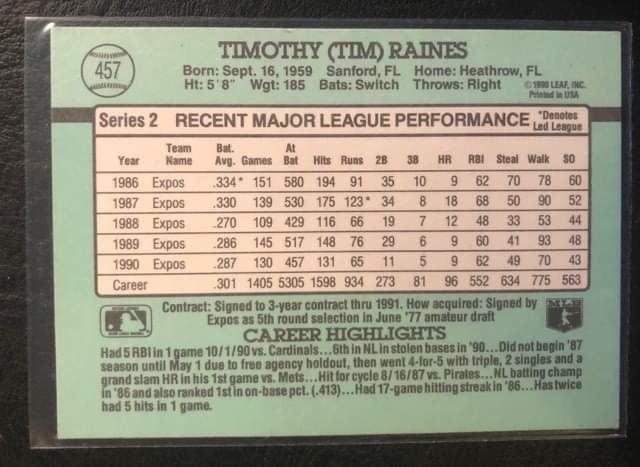 TIMOTHY (TIM) RAINES
457
Born: Sept. 16, 1959 Sanford, FL Home: Heathrow, FL
Ht: 5'8" Wgt: 185 Bats: Switch Throws: Right
© 1990 LEAF, INC.
Printed in USA
Series 2 RECENT MAJOR LEAGUE PERFORMANCE *Denotes Led League
Team Bat. At
Year Name Avg. Games Bat Hits Runs 2B 3B HR RBI Steal Walk SO
1986 Expos .334* 151 580 194 91 35 10 9 62 70 78 60
1987 Expos .330 139 530 175 123* 34 8 18 68 50 90 52
1988 Expos .270 109 429 116 66 19 7 12 48 33 53 44
1989 Expos .286 145 517 148 76 29 6 9 60 41 93 48
1990 Expos .287 130 457 131 65 11 5 9 62 49 70 43
Career .301 1405 5305 1598 934 273 81 96 552 634 775 563
Contract: Signed to 3-year contract thru 1991. How acquired: Signed by
Expos as 5th round selection in June '77 amateur draft
MLB
CAREER HIGHLIGHTS
Had 5 RBI in 1 game 10/1/90 vs. Cardinals...6th in NL in stolen bases in '90...Did not begin '87
season until May 1 due to free agency holdout, then went 4-for-5 with triple, 2 singles and a
grand slam HR in his 1st game vs. Mets...Hit for cycle 8/16/87 vs. Pirates...NL batting champ
in '86 and also ranked 1st in on-base pct. (.413)...Had 17-game hitting streak in '86...Has twice
had 5 hits in 1 game.